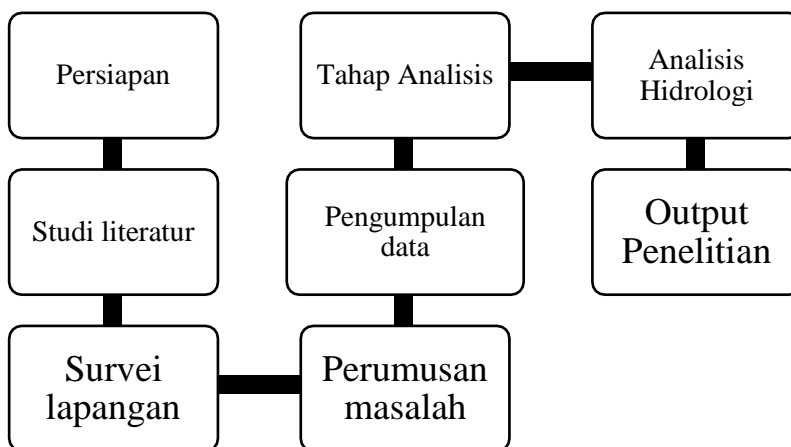 Persiapan
Studi literatur
Survei
lapangan
Perumusan
masalah
Pengumpulan
data
Tahap Analisis
Analisis
Hidrologi
Output
Penelitian